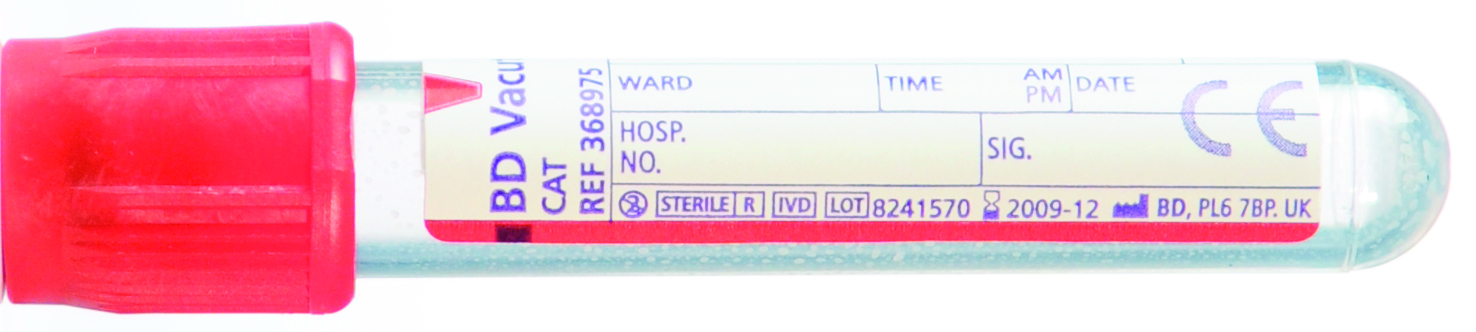 BD Vacu
CAT
REF 368975
WARD TIME AM PM DATE
HOSP. NO. SIG.
2 STERILE R IVD LOT 8241570 2009-12 BD, PL6 7BP. UK
CE